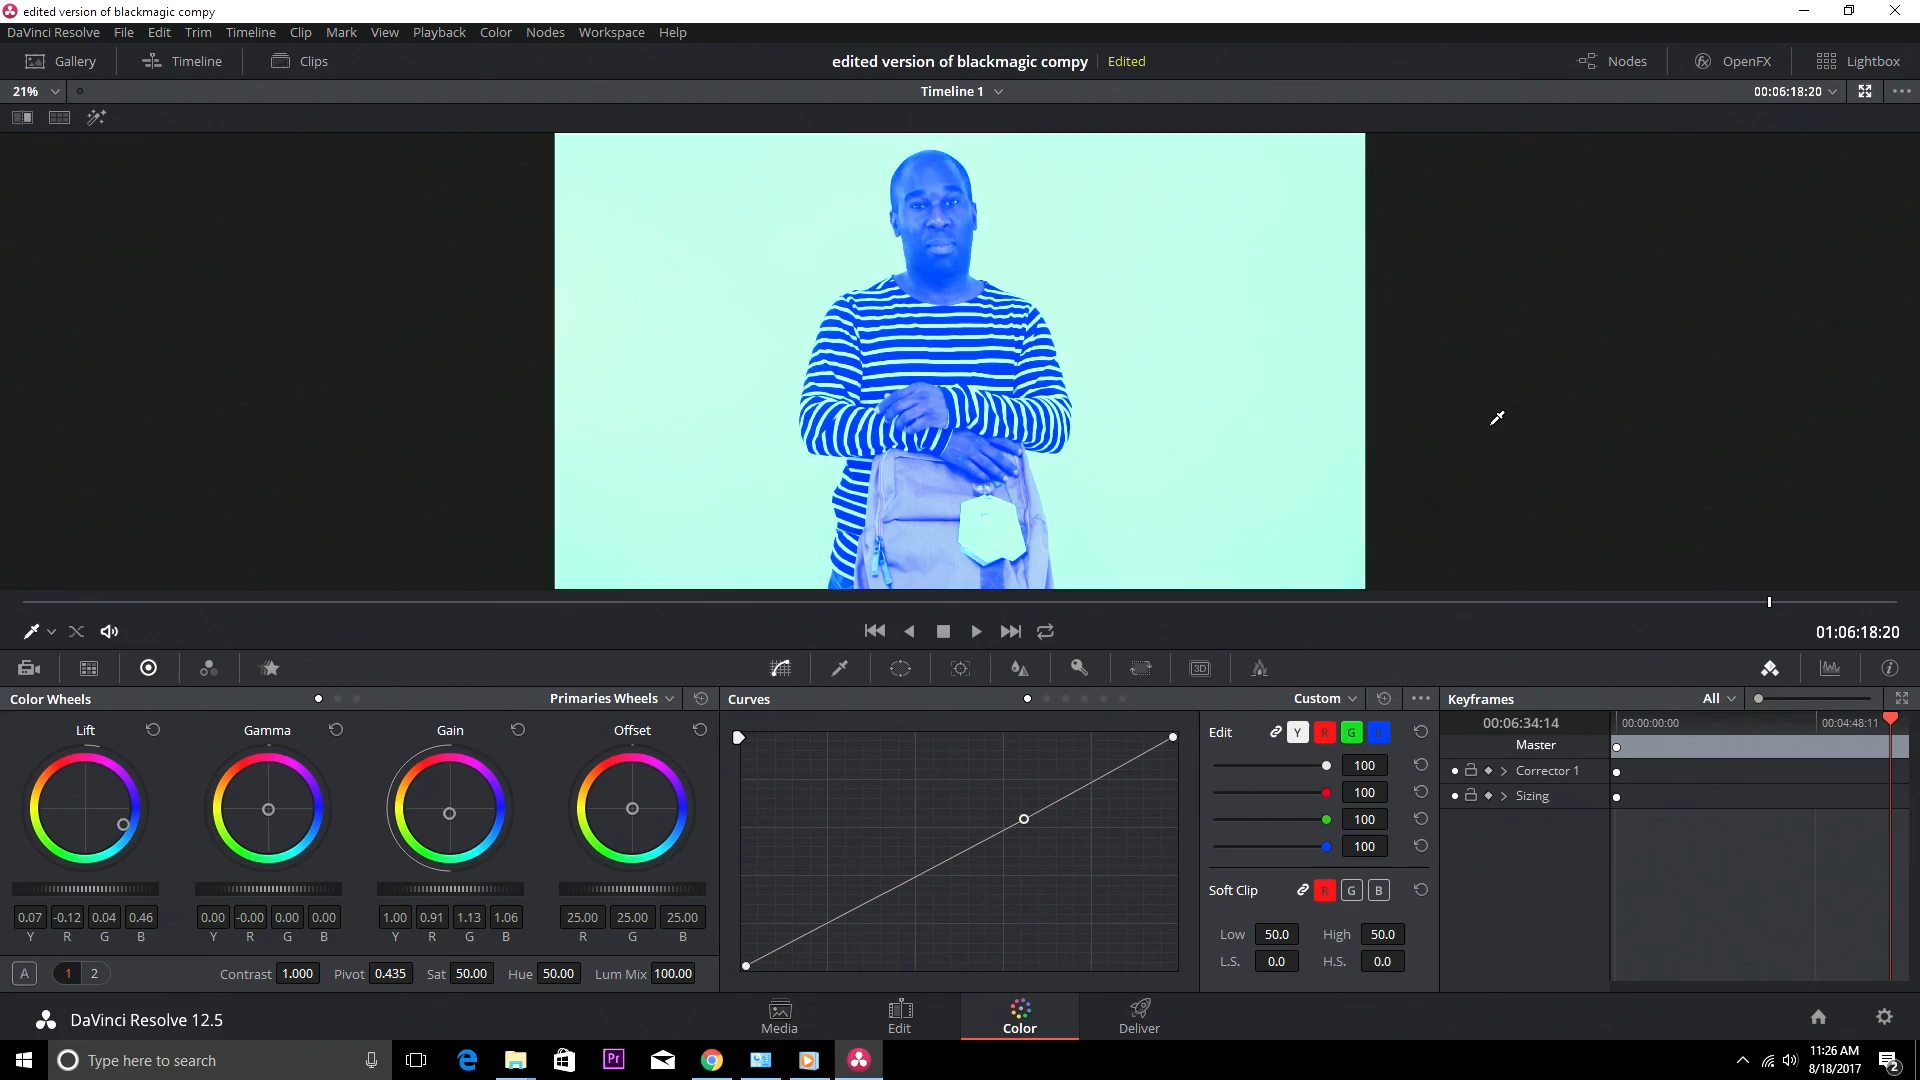 edited version of blackmagic compy
DaVinci Resolve File Edit Trim Timeline Clip Mark View Playback Color Nodes Workspace Help
Gallery Timeline Clips edited version of blackmagic compy Edited Nodes OpenFX Lightbox
21% Timeline 1 00:06:18:20
01:06:18:20
3D
Color Wheels Primaries Wheels Curves Custom Keyframes All
Lift Gamma Gain Offset Edit Y R G B 00:06:34:14 00:00:00:00 00:04:48:11
Master
100 Corrector 1
100 Sizing
100
100
Soft Clip R G B
0.07 -0.12 0.04 0.46 0.00 -0.00 0.00 0.00 1.00 0.91 1.13 1.06 25.00 25.00 25.00
Y R G B Y R G B Y R G B R G B
Low 50.0 High 50.0
L.S. 0.0 H.S. 0.0
A 1 2 Contrast 1.000 Pivot 0.435 Sat 50.00 Hue 50.00 Lum Mix 100.00
DaVinci Resolve 12.5 Media Edit Color Deliver
Type here to search Pr 11:26 AM
8/18/2017 2